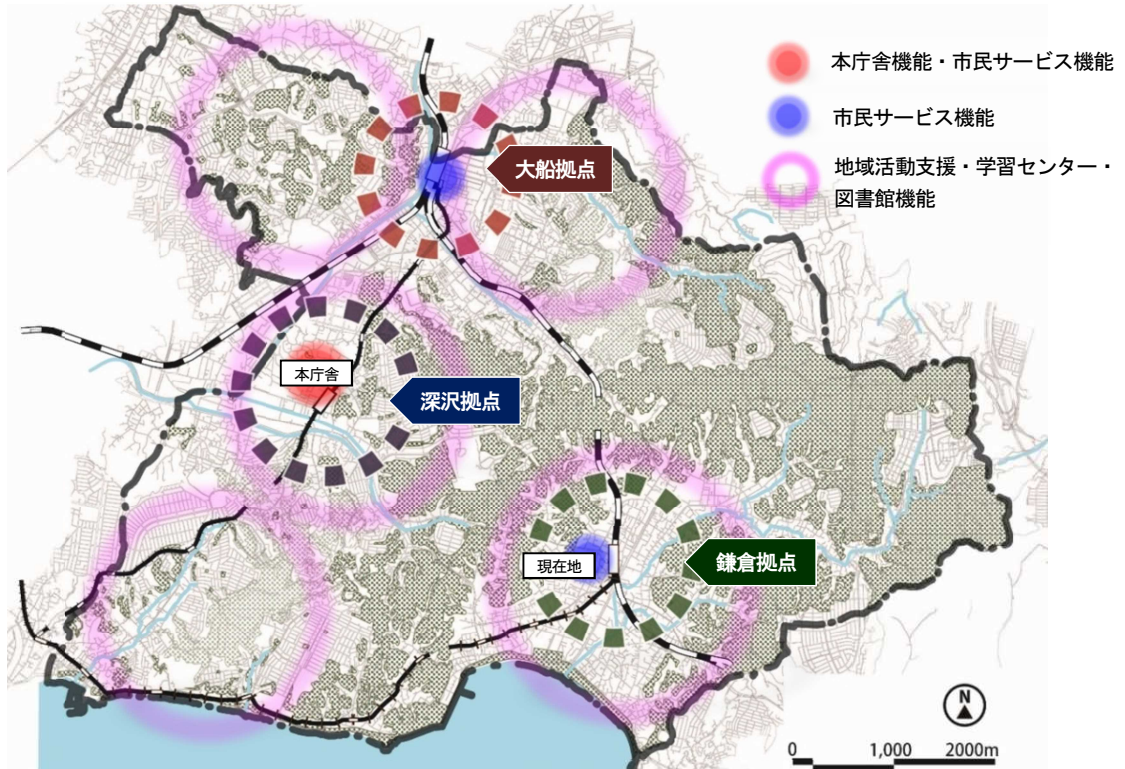 本庁舎機能・市民サービス機能
市民サービス機能
地域活動支援・学習センター・
図書館機能
大船拠点
本庁舎
深沢拠点
現在地
鎌倉拠点
N
0 1,000 2000m